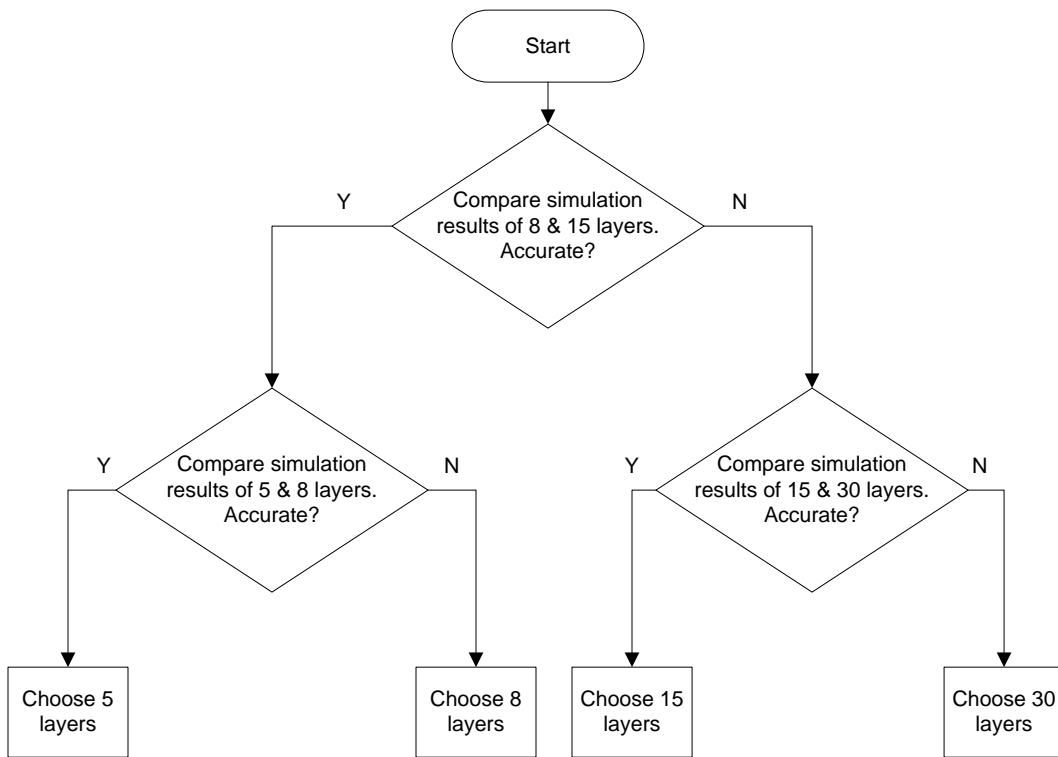 Start
Y
N
Compare simulation
results of 8 & 15 layers.
Accurate?
Y
N
Compare simulation
results of 5 & 8 layers.
Accurate?
Y
N
Compare simulation
results of 15 & 30 layers.
Accurate?
Choose 5
layers
Choose 8
layers
Choose 15
layers
Choose 30
layers